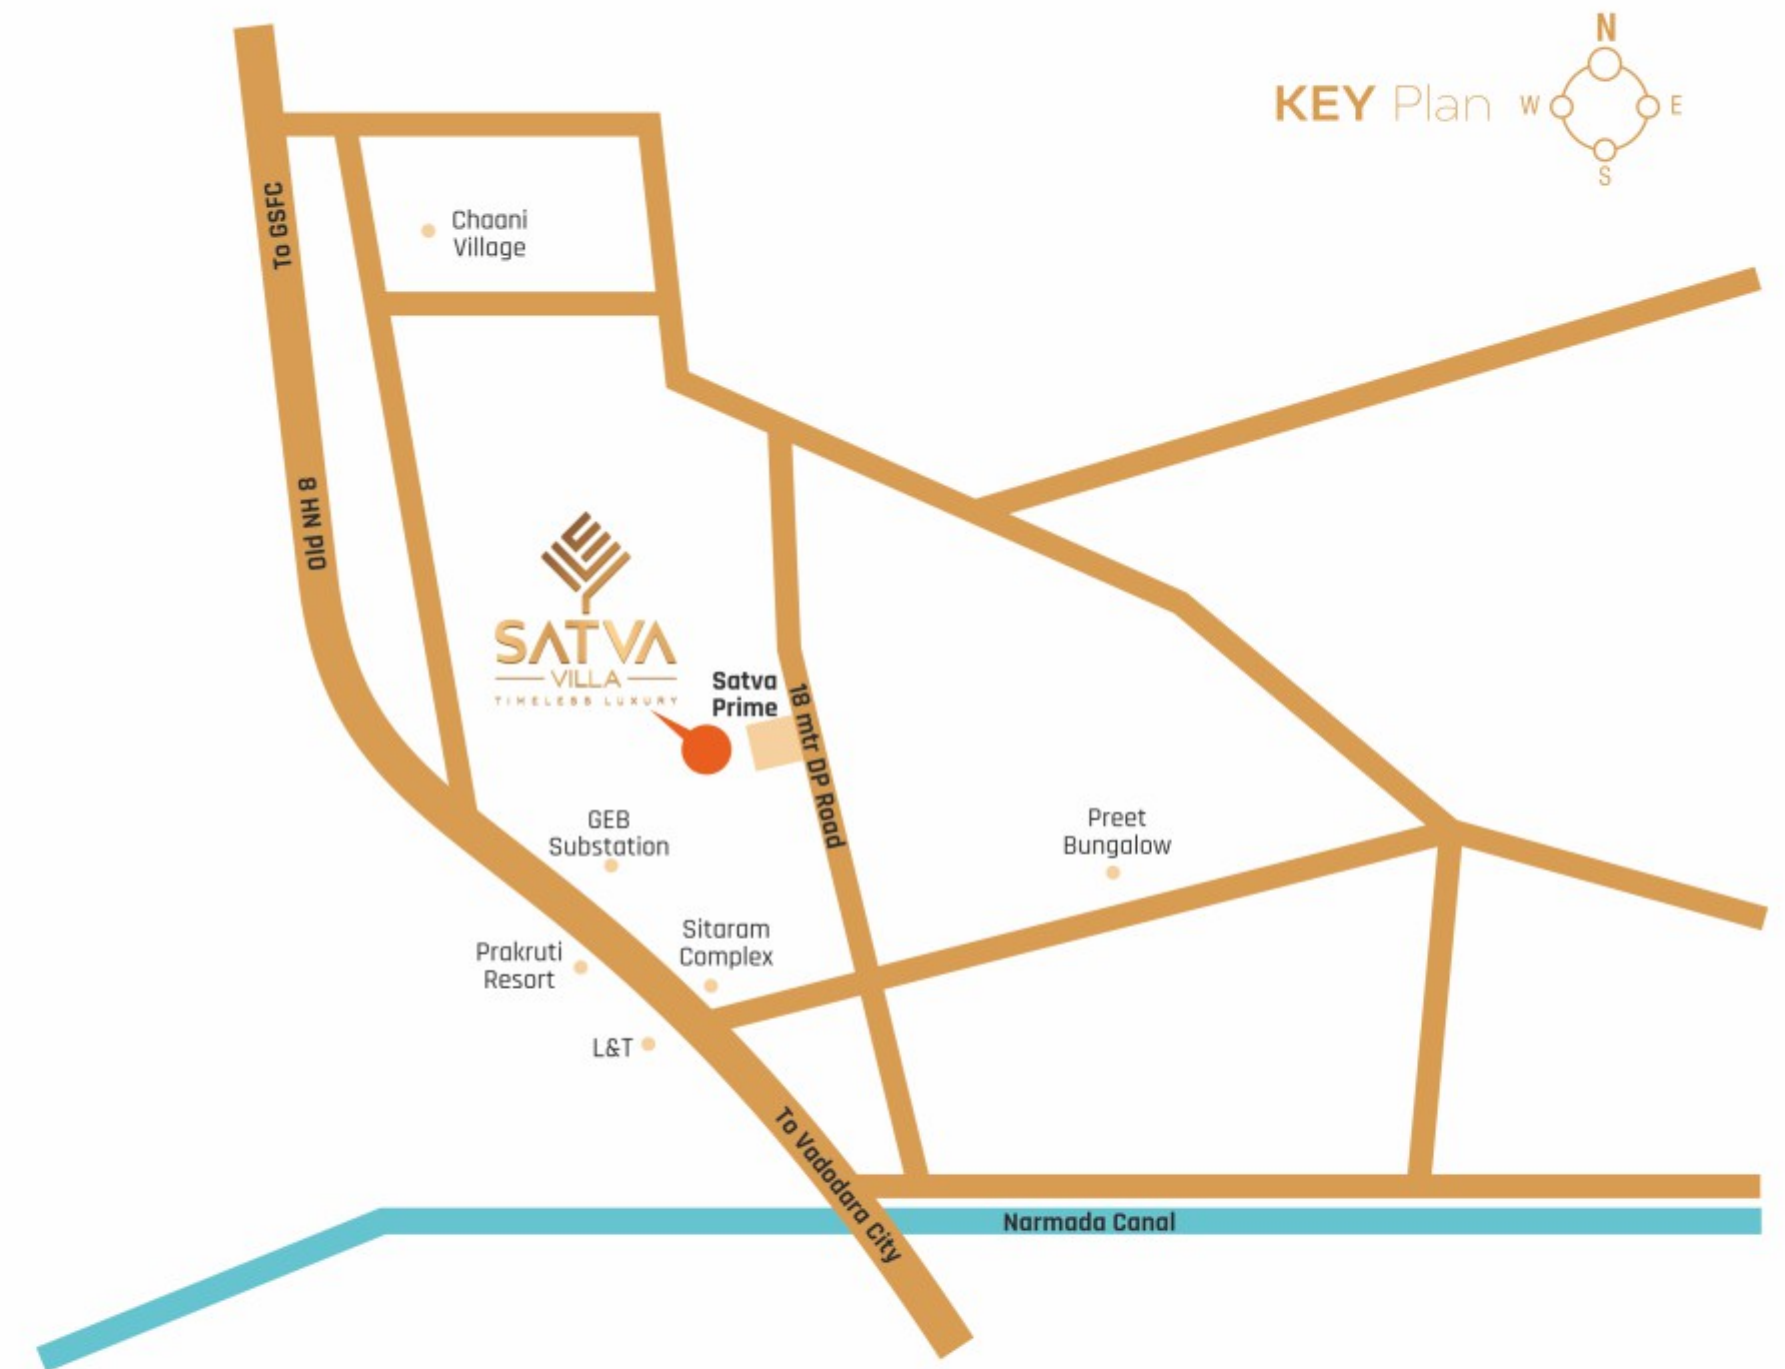 N
KEY Plan
W
E
S
To GSFC
Chaani
Village
Old NH 8
SATVA
VILLA
TIMELESS LUXURY
Satva
Prime
18 mtr DP Road
GEB
Substation
Preet
Bungalow
Sitaram
Complex
Prakruti
Resort
L&T
To Vadodara City
Narmada Canal